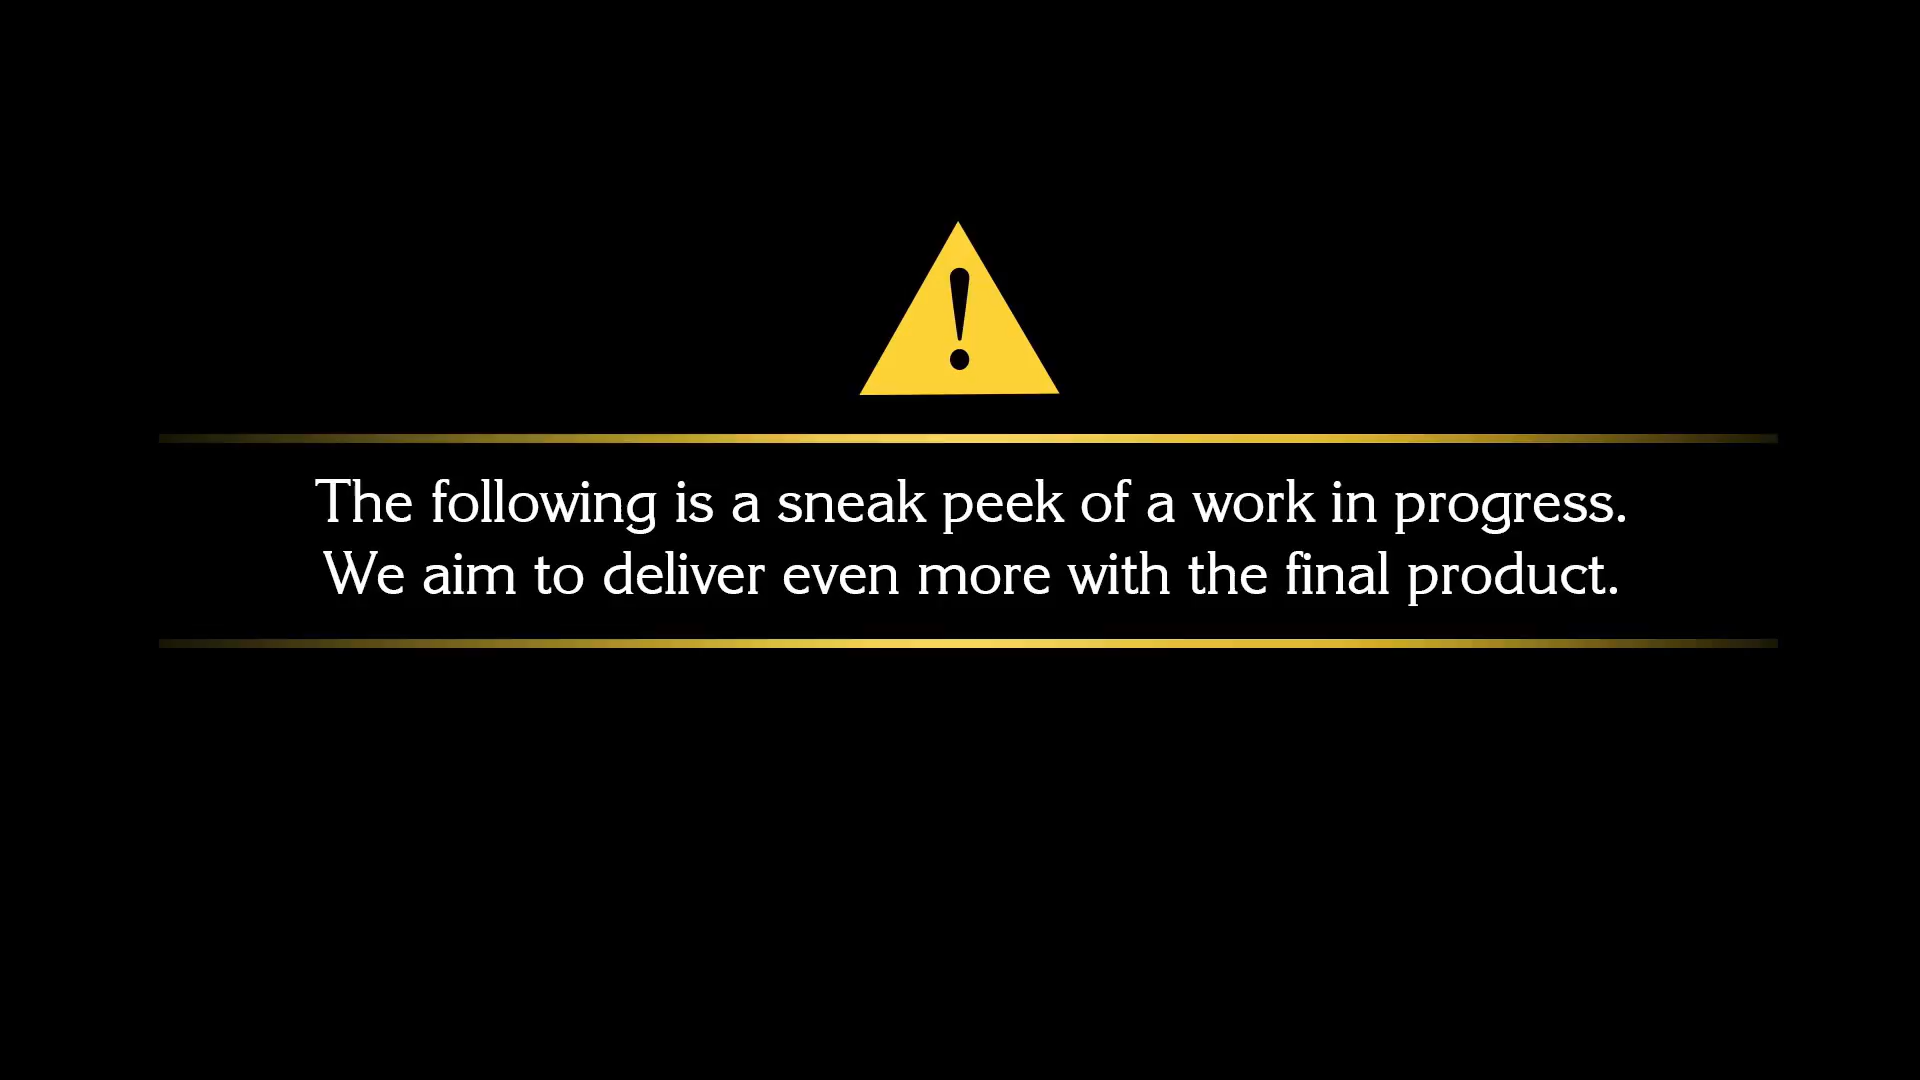 The following is a sneak peek of a work in progress.
We aim to deliver even more with the final product.